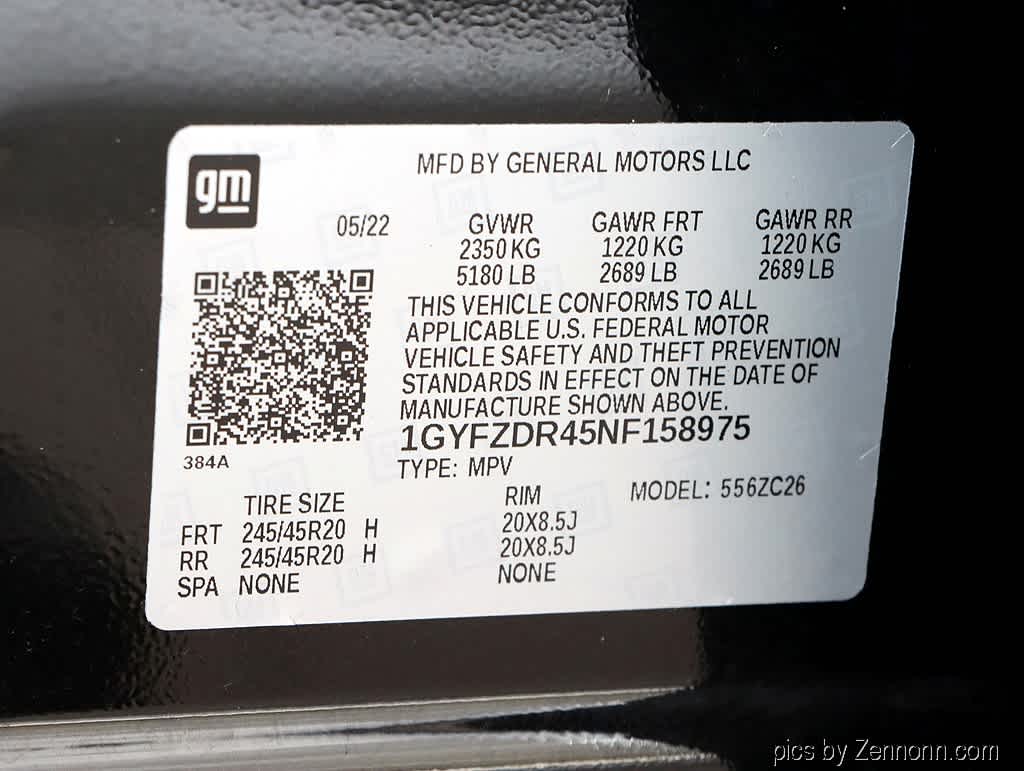 gm
MFD BY GENERAL MOTORS LLC
05/22 GVWR GAWR FRT GAWR RR
2350 KG 1220 KG 1220 KG
5180 LB 2689 LB 2689 LB
THIS VEHICLE CONFORMS TO ALL
APPLICABLE U.S. FEDERAL MOTOR
VEHICLE SAFETY AND THEFT PREVENTION
STANDARDS IN EFFECT ON THE DATE OF
MANUFACTURE SHOWN ABOVE.
1GYFZDR45NF158975
384A
TYPE: MPV
TIRE SIZE RIM MODEL: 556ZC26
FRT 245/45R20 H 20X8.5J
RR 245/45R20 H 20X8.5J
SPA NONE NONE
pics by Zennonn.com